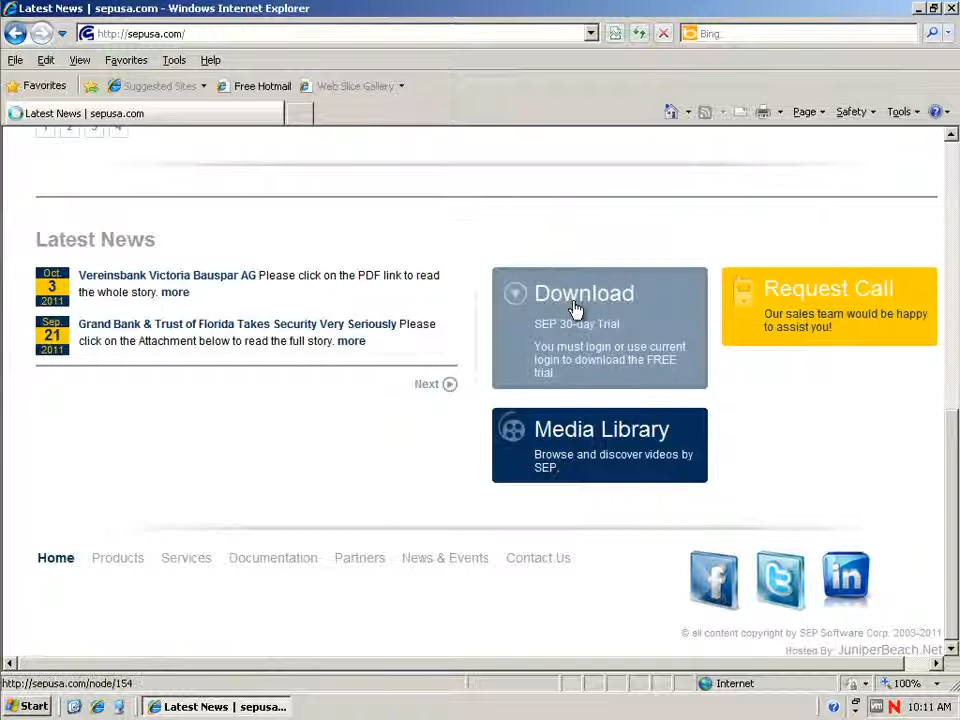 Latest News | sepusa.com - Windows Internet Explorer
http://sepusa.com/
Bing
File Edit View Favorites Tools Help
Favorites Suggested Sites Free Hotmail Web Slice Gallery
Latest News | sepusa.com
Page Safety Tools
1 2 3 4
Latest News
Oct. 3 2011
Vereinsbank Victoria Bauspar AG Please click on the PDF link to read
the whole story. more
Sep. 21 2011
Grand Bank & Trust of Florida Takes Security Very Seriously Please
click on the Attachment below to read the full story. more
Next
Download
SEP 30-day Trial
You must login or use current
login to download the FREE
trial.
Request Call
Our sales team would be happy
to assist you!
Media Library
Browse and discover videos by
SEP.
Home Products Services Documentation Partners News & Events Contact Us
f t in
© all content copyright by SEP Software Corp. 2003-2011
Hosted By: JuniperBeach.Net
http://sepusa.com/node/154
Internet
100%
Start
Latest News | sepusa...
10:11 AM